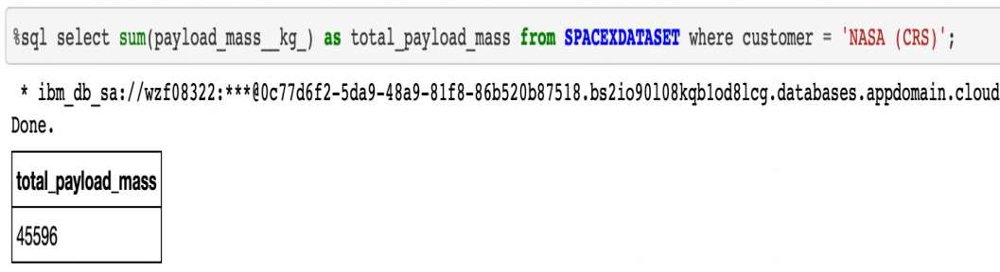 %sql select sum(payload_mass__kg_) as total_payload_mass from SPACEXDATASET where customer = 'NASA (CRS)';
* ibm_db_sa://wzf08322:***@0c77d6f2-5da9-48a9-81f8-86b520b87518.bs2io90l08kqb1od8lcg.databases.appdomain.cloud
Done.
total_payload_mass
45596